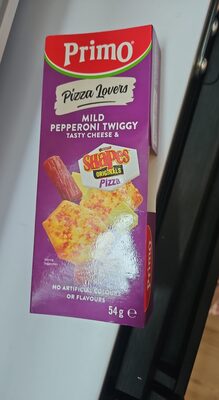 Primo
Pizza Lovers
MILD
PEPPERONI TWIGGY
TASTY CHEESE &
SHAPES
ORIGINALS
Pizza
NO ARTIFICIAL COLOURS
OR FLAVOURS
54g e
Primo